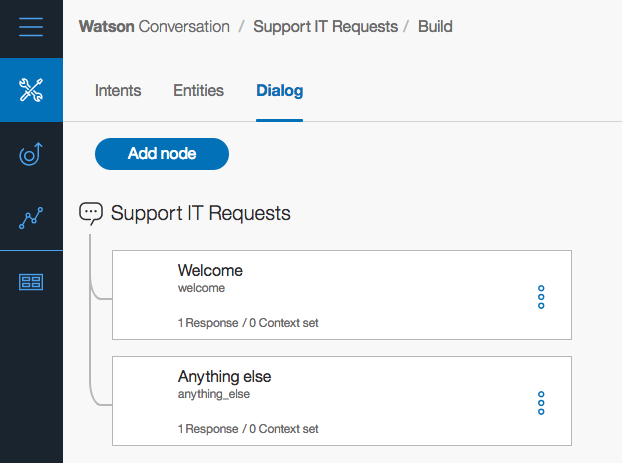 Watson Conversation / Support IT Requests / Build
Intents Entities Dialog
Add node
Support IT Requests
Welcome
welcome
1 Response / 0 Context set
Anything else
anything_else
1 Response / 0 Context set